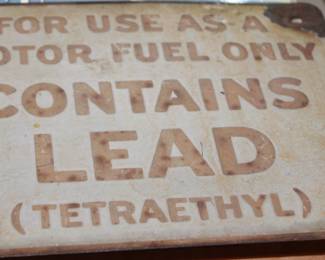 FOR USE AS A
OTOR FUEL ONLY
CONTAINS
LEAD
(TETRAETHYL)